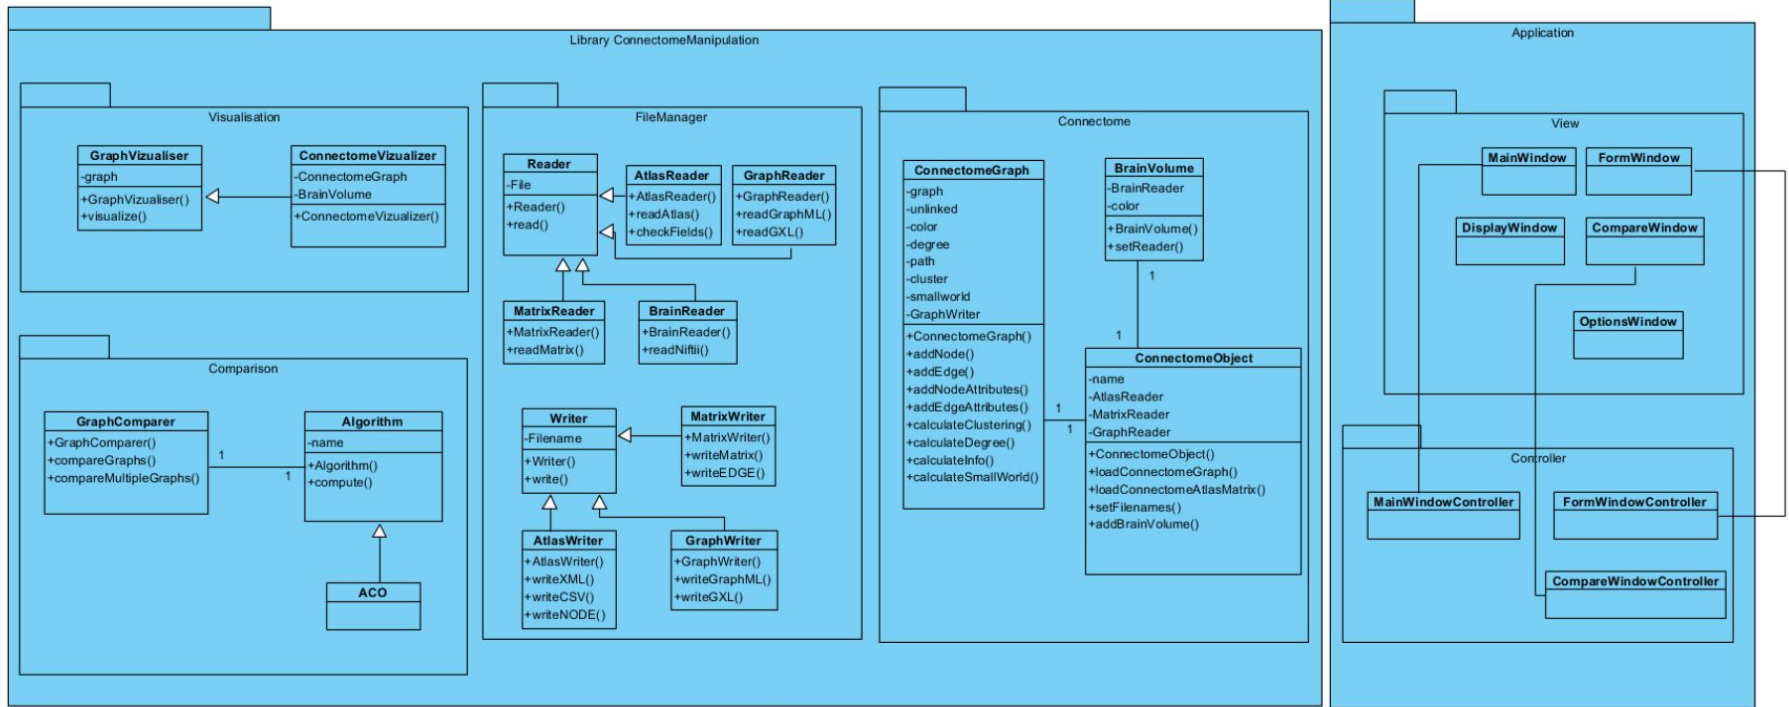 Library ConnectomeManipulation
Visualisation
GraphVizualiser
-graph
+GraphVizualiser()
+visualize()
ConnectomeVizualizer
-ConnectomeGraph
-BrainVolume
+ConnectomeVizualizer()
Comparison
GraphComparer
+GraphComparer()
+compareGraphs()
+compareMultipleGraphs()
1
1
Algorithm
-name
+Algorithm()
+compute()
ACO
FileManager
Reader
-File
+Reader()
+read()
AtlasReader
+AtlasReader()
+readAtlas()
+checkFields()
GraphReader
+GraphReader()
+readGraphML()
+readGXL()
MatrixReader
+MatrixReader()
+readMatrix()
BrainReader
+BrainReader()
+readNiftii()
Writer
-Filename
+Writer()
+write()
MatrixWriter
+MatrixWriter()
+writeMatrix()
+writeEDGE()
AtlasWriter
+AtlasWriter()
+writeXML()
+writeCSV()
+writeNODE()
GraphWriter
+GraphWriter()
+writeGraphML()
+writeGXL()
Connectome
ConnectomeGraph
-graph
-unlinked
-color
-degree
-path
-cluster
-smallworld
-GraphWriter
+ConnectomeGraph()
+addNode()
+addEdge()
+addNodeAttributes()
+addEdgeAttributes()
+calculateClustering()
+calculateDegree()
+calculateInfo()
+calculateSmallWorld()
BrainVolume
-BrainReader
-color
+BrainVolume()
+setReader()
1
1
1
1
ConnectomeObject
-name
-AtlasReader
-MatrixReader
-GraphReader
+ConnectomeObject()
+loadConnectomeGraph()
+loadConnectomeAtlasMatrix()
+setFilenames()
+addBrainVolume()
Application
View
MainWindow
FormWindow
DisplayWindow
CompareWindow
OptionsWindow
Controller
MainWindowController
FormWindowController
CompareWindowController